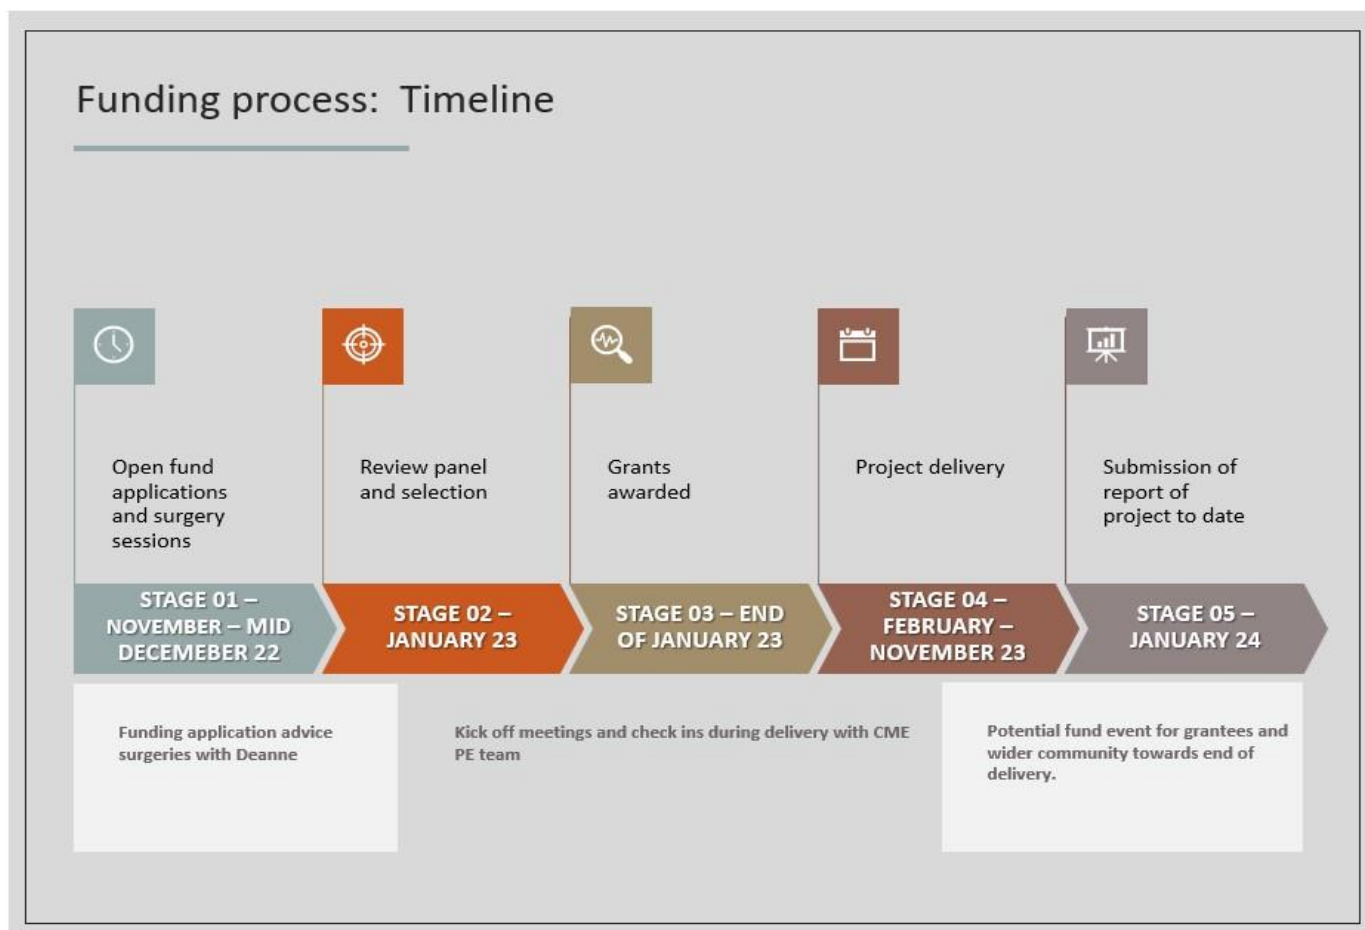 Funding process:  Timeline
Open fund
applications
and surgery
sessions
Review panel
and selection
Grants
awarded
Project delivery
Submission of
report of
project to date
STAGE 01 –
NOVEMBER – MID
DECEMEBER 22
STAGE 02 –
JANUARY 23
STAGE 03 – END
OF JANUARY 23
STAGE 04 –
FEBRUARY –
NOVEMBER 23
STAGE 05 –
JANUARY 24
Funding application advice
surgeries with Deanne
Kick off meetings and check ins during delivery with CME
PE team
Potential fund event for grantees and
wider community towards end of
delivery.